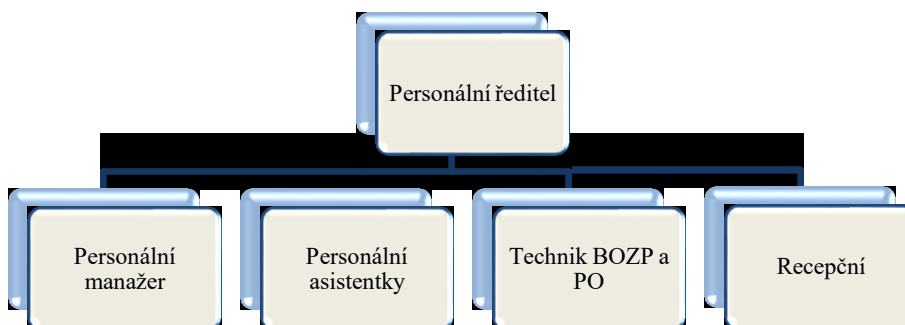 Personální ředitel
Personální
manažer
Personální
asistentky
Technik BOZP a
PO
Recepční